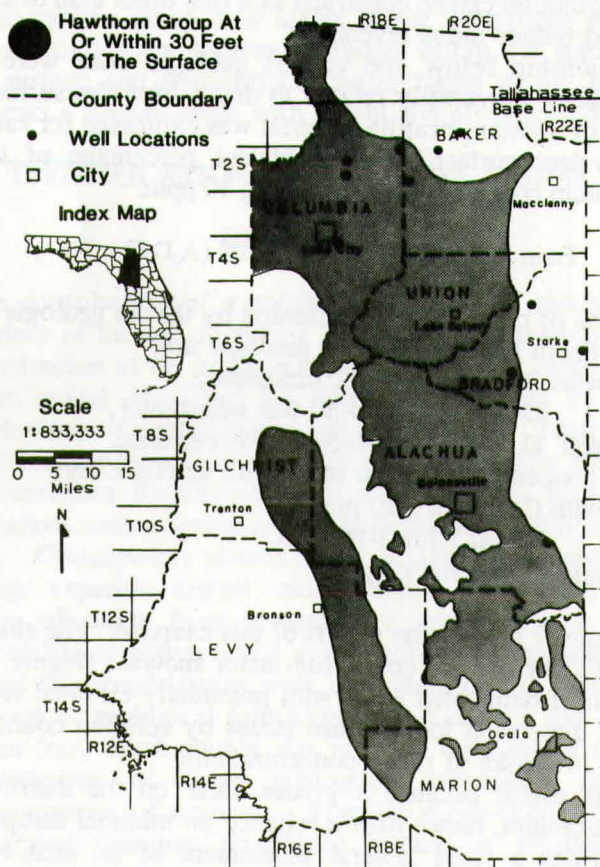 Hawthorn Group At
Or Within 30 Feet
Of The Surface
County Boundary
Well Locations
City
Index Map
Scale
1:1833,333
0 5 10 15
Miles
N
R18E
R20E
Tallahassee
Base Line
R22E
BAKER
T2S
Macclenny
COLUMBIA
T4S
UNION
Lake Butler
T6S
Starke
BRADFORD
T8S
ALACHUA
GILCHRIST
Gainesville
Trenton
T10S
T12S
Bronson
LEVY
T14S
R12E
Ocala
R14E
MARION
R16E
R18E